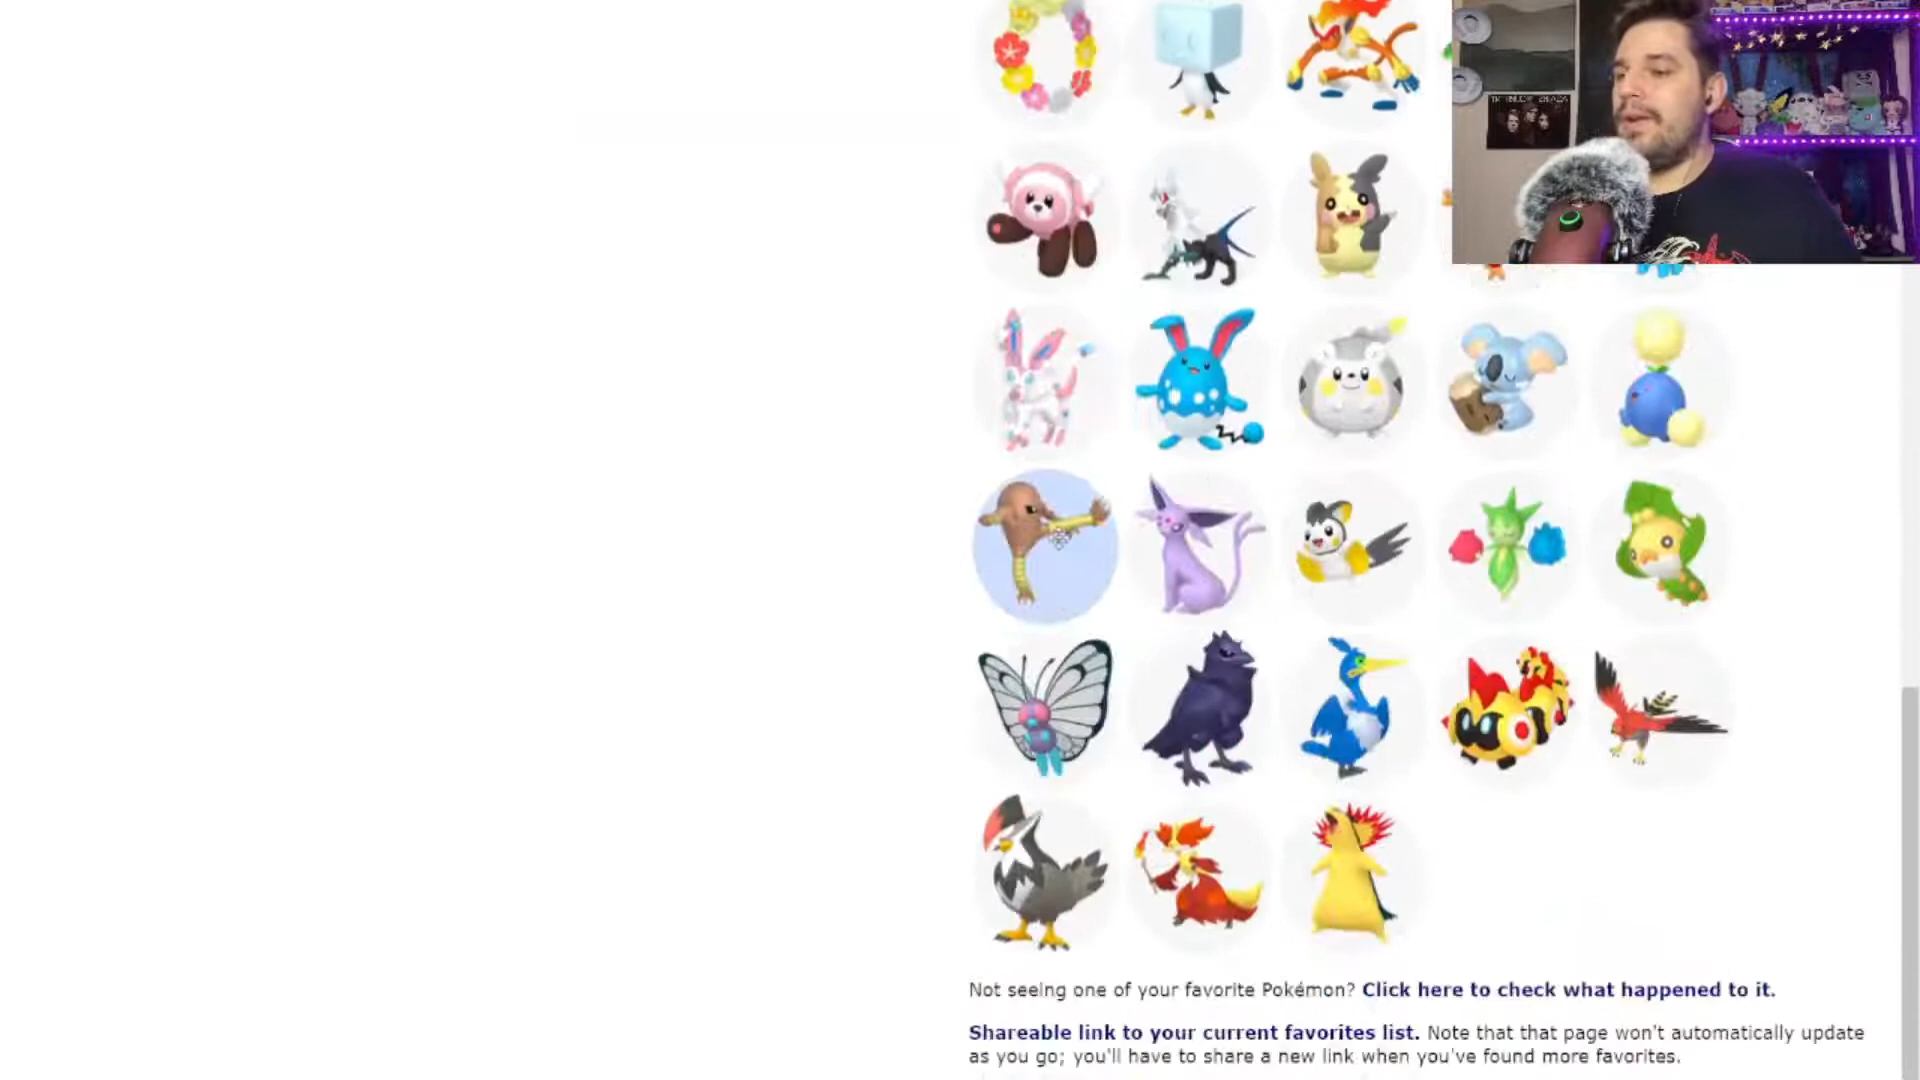 Not seeing one of your favorite Pokémon? Click here to check what happened to it.
Shareable link to your current favorites list. Note that that page won't automatically update
as you go; you'll have to share a new link when you've found more favorites.